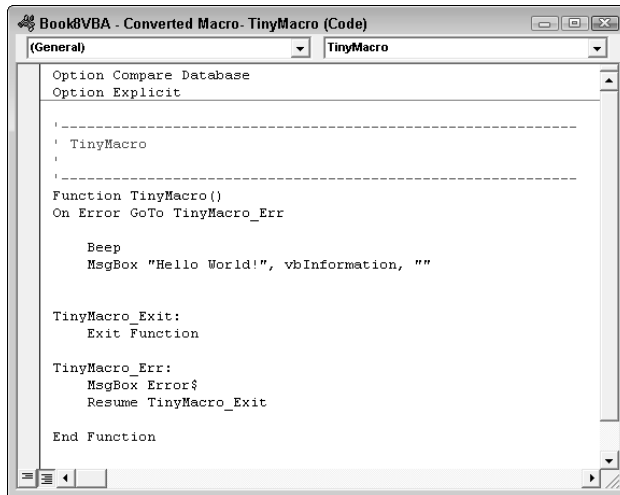 Book8VBA - Converted Macro- TinyMacro (Code)
(General) TinyMacro
Option Compare Database
Option Explicit
'------------------------------------------------------------
' TinyMacro
'
'------------------------------------------------------------
Function TinyMacro()
On Error GoTo TinyMacro_Err
Beep
MsgBox "Hello World!", vbInformation, ""
TinyMacro_Exit:
Exit Function
TinyMacro_Err:
MsgBox Error$
Resume TinyMacro_Exit
End Function